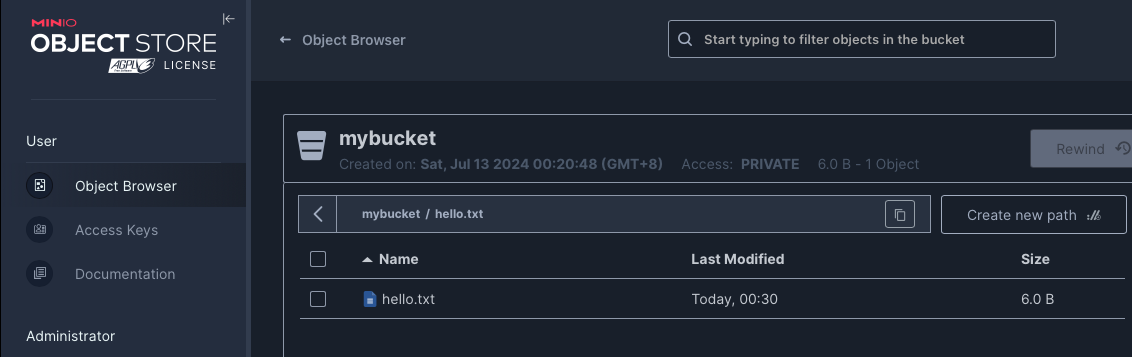 MINIO
OBJECT STORE
AGPLv3 LICENSE
User
Object Browser
Access Keys
Documentation
Administrator
← Object Browser
Start typing to filter objects in the bucket
mybucket
Created on: Sat, Jul 13 2024 00:20:48 (GMT+8) Access: PRIVATE 6.0 B - 1 Object
Rewind
mybucket / hello.txt
Create new path
Name Last Modified Size
hello.txt Today, 00:30 6.0 B